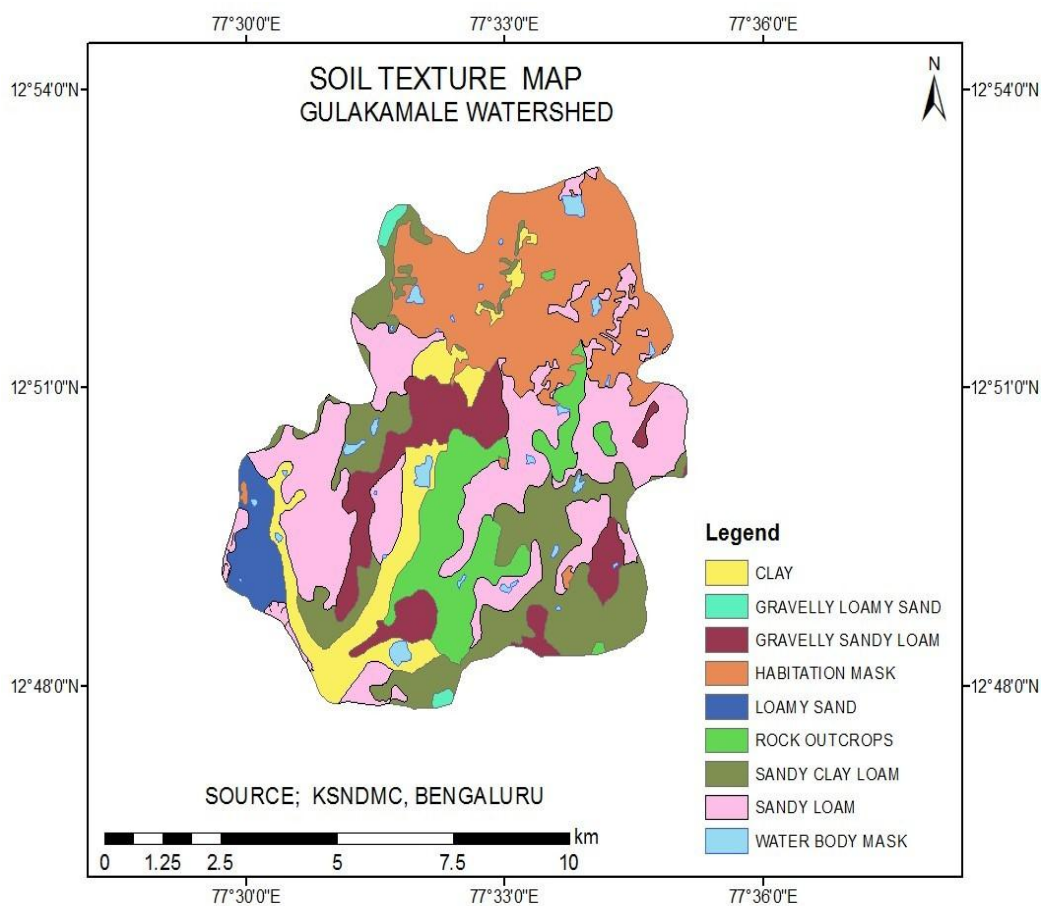 77°30'0"E 77°33'0"E 77°36'0"E
SOIL TEXTURE MAP
GULAKAMALE WATERSHED
N
12°54'0"N 12°54'0"N
12°51'0"N 12°51'0"N
12°48'0"N 12°48'0"N
Legend
CLAY
GRAVELLY LOAMY SAND
GRAVELLY SANDY LOAM
HABITATION MASK
LOAMY SAND
ROCK OUTCROPS
SANDY CLAY LOAM
SANDY LOAM
WATER BODY MASK
SOURCE; KSNDMC, BENGALURU
km
0 1.25 2.5 5 7.5 10
77°30'0"E 77°33'0"E 77°36'0"E